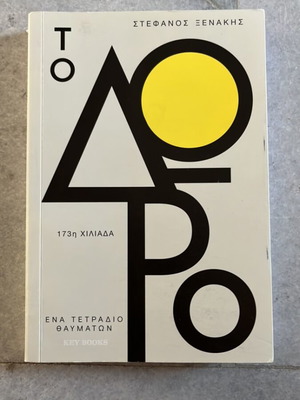 ΣΤΕΦΑΝΟΣ ΞΕΝΑΚΗΣ
ΤΟ
ΔΩΡΟ
173η ΧΙΛΙΑΔΑ
ΕΝΑ ΤΕΤΡΑΔΙΟ
ΘΑΥΜΑΤΩΝ
KEY BOOKS